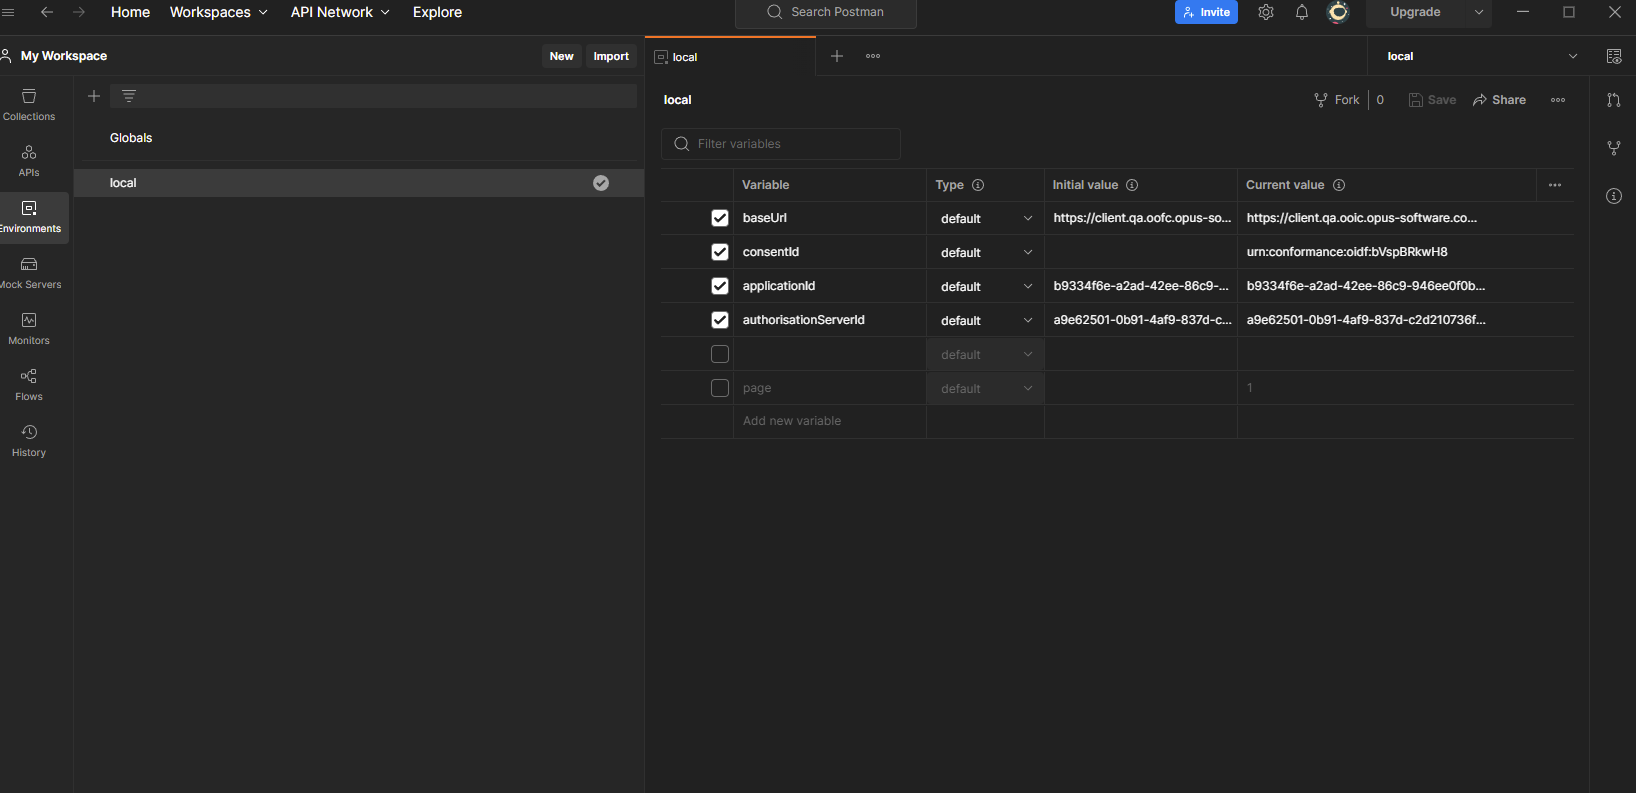 Home Workspaces API Network Explore Search Postman Invite Upgrade
My Workspace New Import
local
local
Collections
APIs
Environments
Mock Servers
Monitors
Flows
History
Globals
local
local Fork 0 Save Share
Filter variables
Variable Type Initial value Current value
baseUrl default https://client.qa.oofc.opus-so... https://client.qa.ooic.opus-software.co...
consentId default urn:conformance:oidf:bVspBRkwH8
applicationId default b9334f6e-a2ad-42ee-86c9-... b9334f6e-a2ad-42ee-86c9-946ee0f0b...
authorisationServerId default a9e62501-0b91-4af9-837d-c... a9e62501-0b91-4af9-837d-c2d210736f...
default
page default 1
Add new variable